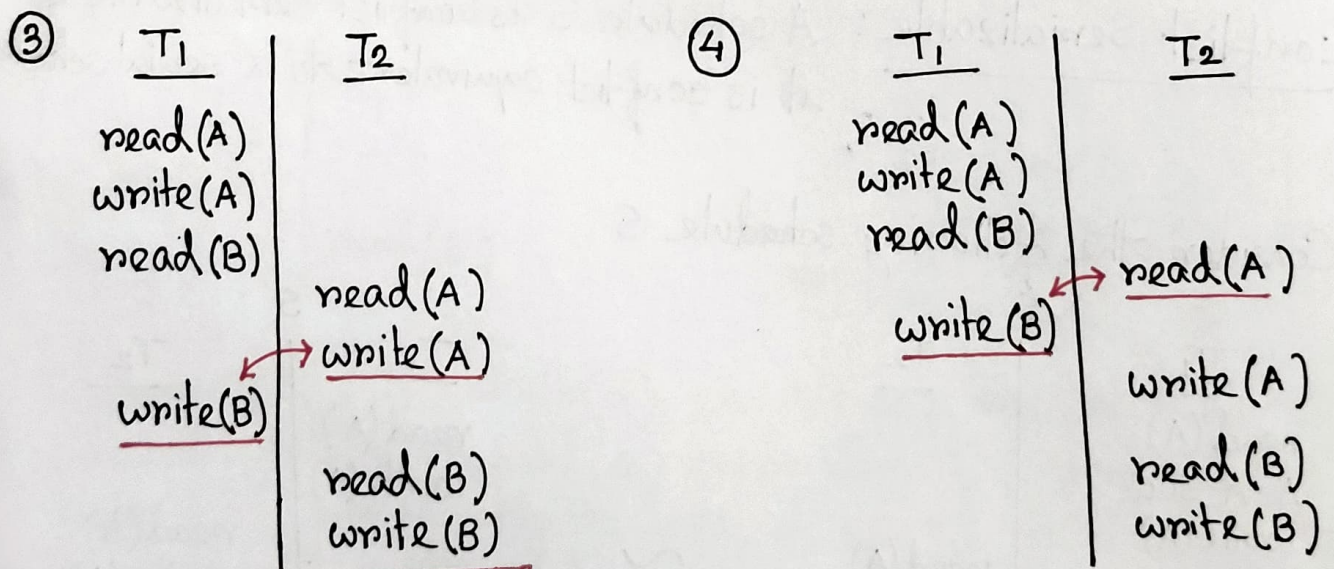 ③ T1 T2
read(A)
write(A)
read(B)
read(A)
write(A)
write(B)
read(B)
write(B)
④ T1 T2
read(A)
write(A)
read(B)
read(A)
write(B)
write(A)
read(B)
write(B)